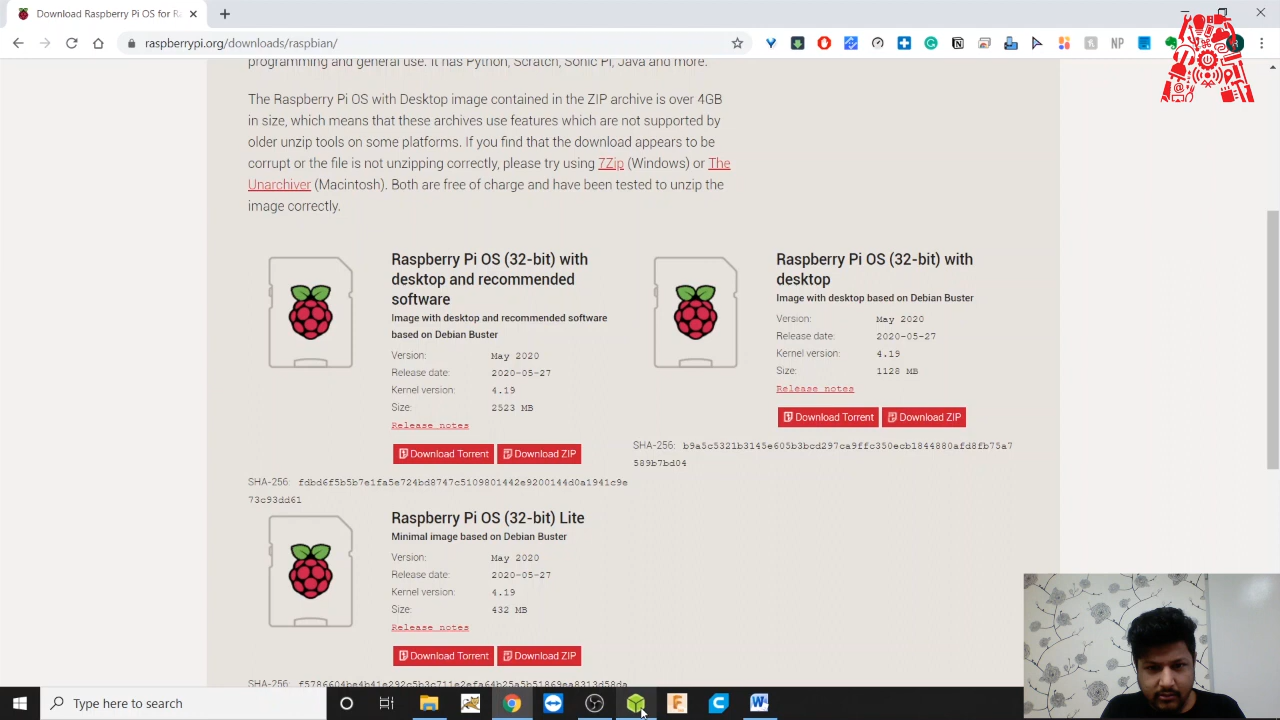 Download Raspberry Pi OS for Ra
raspberrypi.org/downloads/raspbian/
NP
programming and general use. It has Python, Scratch, Sonic Pi, Java and more.
The Raspberry Pi OS with Desktop image contained in the ZIP archive is over 4GB
in size, which means that these archives use features which are not supported by
older unzip tools on some platforms. If you find that the download appears to be
corrupt or the file is not unzipping correctly, please try using 7Zip (Windows) or The
Unarchiver (Macintosh). Both are free of charge and have been tested to unzip the
image correctly.
Raspberry Pi OS (32-bit) with
desktop and recommended
software
Image with desktop and recommended software
based on Debian Buster
Version: May 2020
Release date: 2020-05-27
Kernel version: 4.19
Size: 2523 MB
Release notes
Download Torrent Download ZIP
SHA-256: fdbd6f5b5b7e1fa5e724bd8747c5109801442e9200144d0a1941c9e
73c93dd61
Raspberry Pi OS (32-bit) with
desktop
Image with desktop based on Debian Buster
Version: May 2020
Release date: 2020-05-27
Kernel version: 4.19
Size: 1128 MB
Release notes
Download Torrent Download ZIP
SHA-256: b9a5c5321b3145e605b3bcd297ca9ffc350ecb1844880afd8fb75a7
589b7bd04
Raspberry Pi OS (32-bit) Lite
Minimal image based on Debian Buster
Version: May 2020
Release date: 2020-05-27
Kernel version: 4.19
Size: 432 MB
Release notes
Download Torrent Download ZIP
SHA-256:
Type here to search